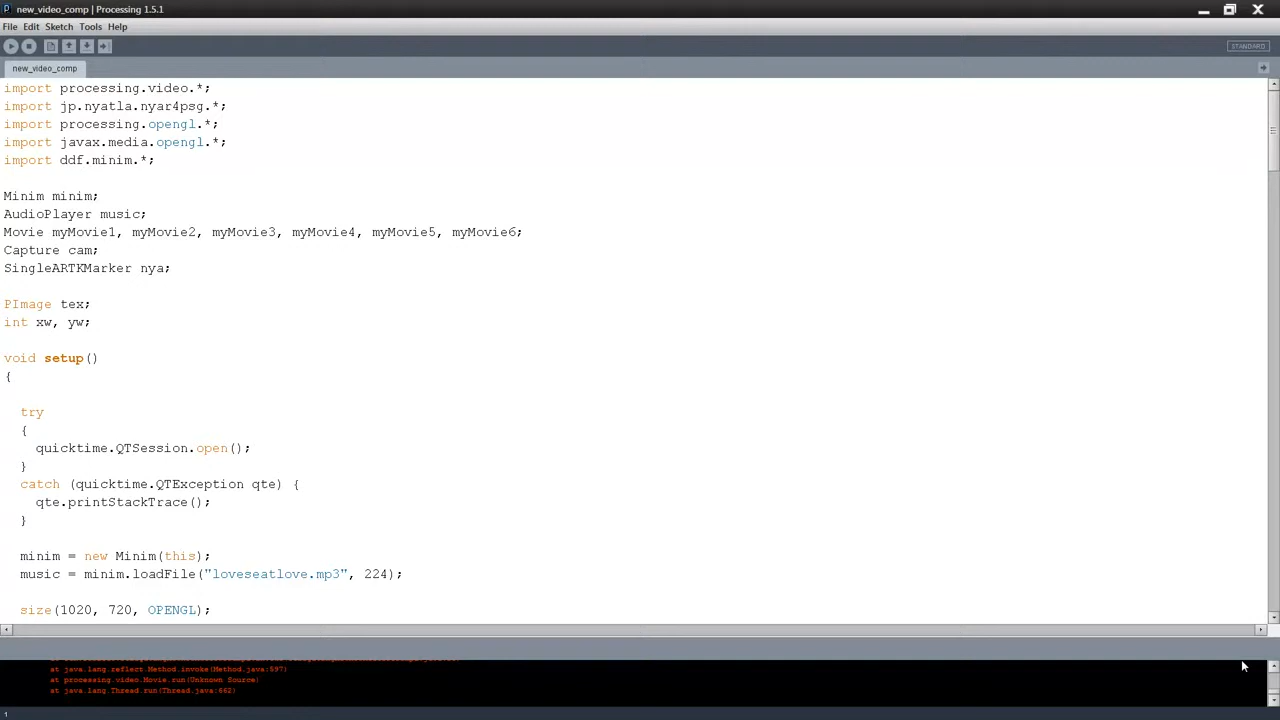 new_video_comp | Processing 1.5.1
File Edit Sketch Tools Help
STANDARD
new_video_comp
import processing.video.*;
import jp.nyatla.nyar4psg.*;
import processing.opengl.*;
import javax.media.opengl.*;
import ddf.minim.*;
Minim minim;
AudioPlayer music;
Movie myMovie1, myMovie2, myMovie3, myMovie4, myMovie5, myMovie6;
Capture cam;
SingleARTKMarker nya;
PImage tex;
int xw, yw;
void setup()
{
try
{
quicktime.QTSession.open();
}
catch (quicktime.QTException qte) {
qte.printStackTrace();
}
minim = new Minim(this);
music = minim.loadFile("loveseatlove.mp3", 224);
size(1020, 720, OPENGL);
at java.lang.reflect.Method.invoke(Method.java:597)
at processing.video.Movie.run(Unknown Source)
at java.lang.Thread.run(Thread.java:662)
1